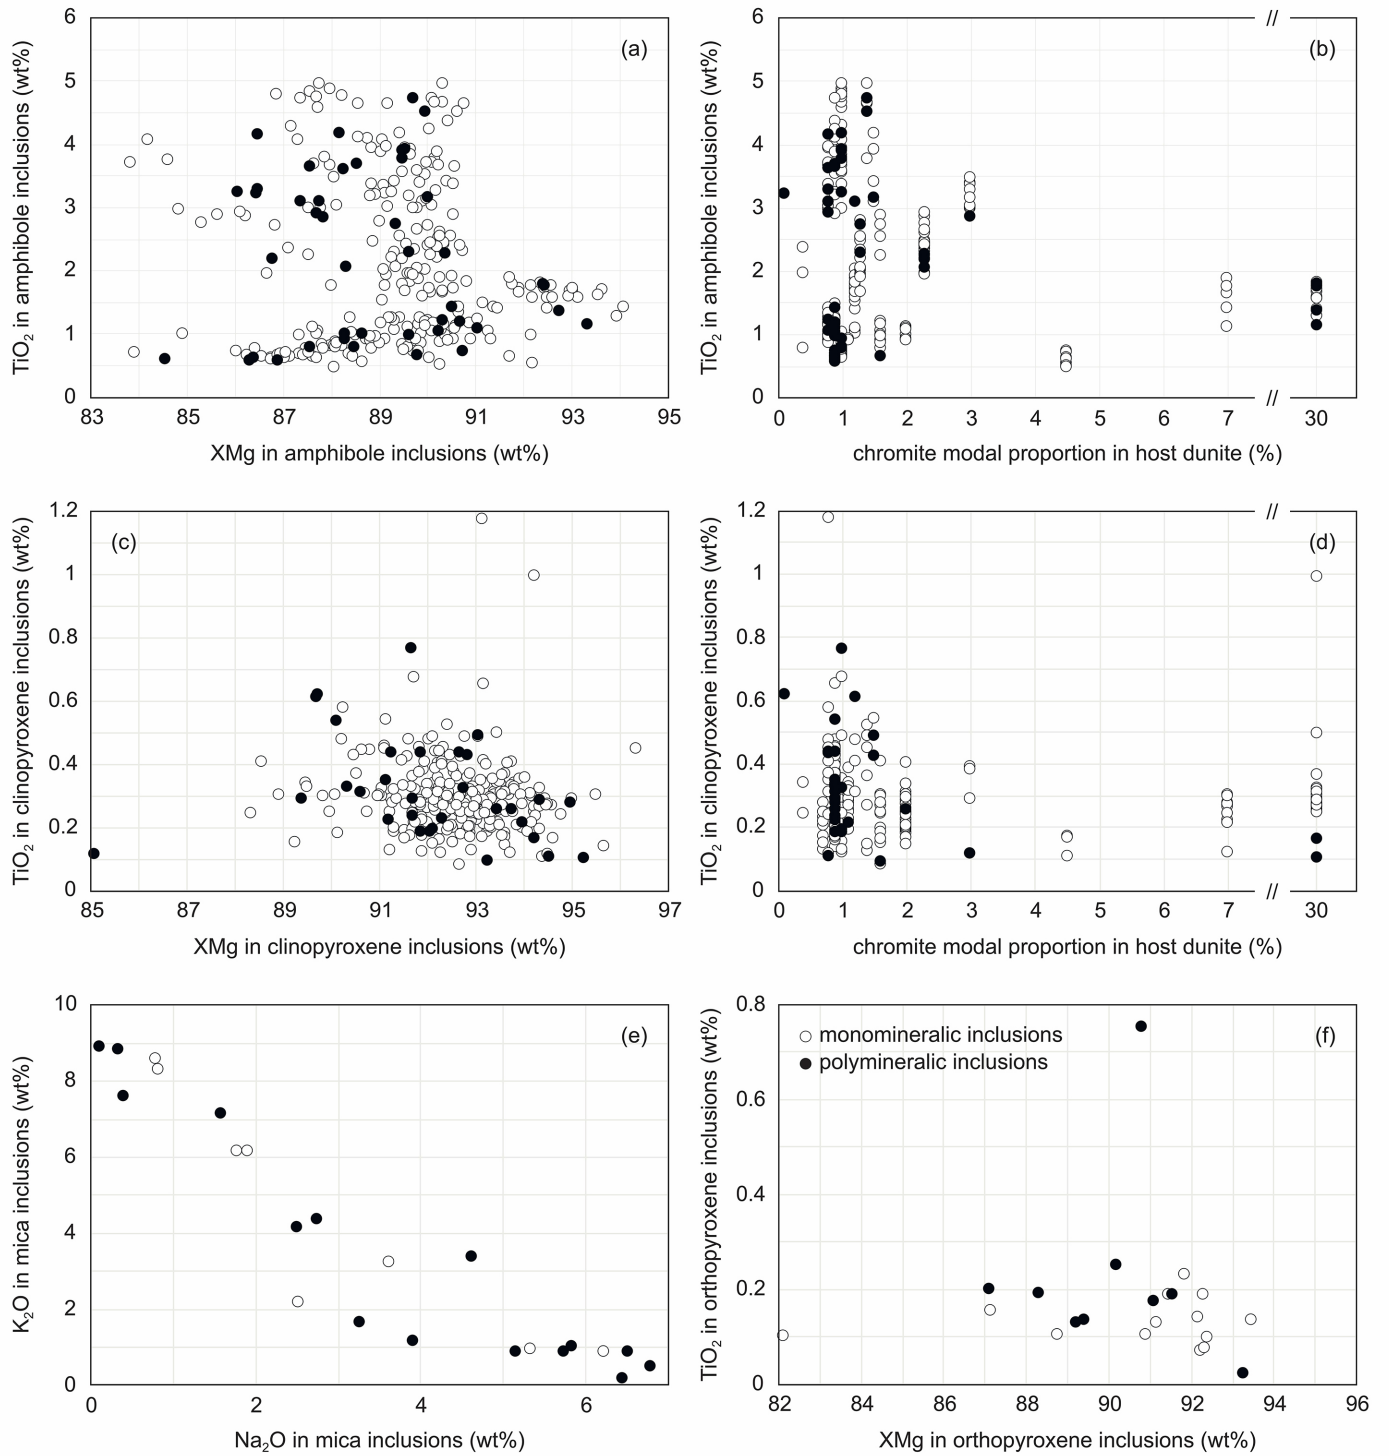 (a)
6
5
4
3
2
1
0
TiO2 in amphibole inclusions (wt%)
83 85 87 89 91 93 95
XMg in amphibole inclusions (wt%)
(b)
//
6
5
4
3
2
1
0
TiO2 in amphibole inclusions (wt%)
0 1 2 3 4 5 6 7 // 30
chromite modal proportion in host dunite (%)
(c)
1.2
1
0.8
0.6
0.4
0.2
0
TiO2 in clinopyroxene inclusions (wt%)
85 87 89 91 93 95 97
XMg in clinopyroxene inclusions (wt%)
(d)
//
1.2
1
0.8
0.6
0.4
0.2
0
TiO2 in clinopyroxene inclusions (wt%)
0 1 2 3 4 5 6 7 // 30
chromite modal proportion in host dunite (%)
(e)
10
8
6
4
2
0
K2O in mica inclusions (wt%)
0 2 4 6
Na2O in mica inclusions (wt%)
(f)
monomineralic inclusions
polymineralic inclusions
0.8
0.6
0.4
0.2
0
TiO2 in orthopyroxene inclusions (wt%)
82 84 86 88 90 92 94 96
XMg in orthopyroxene inclusions (wt%)